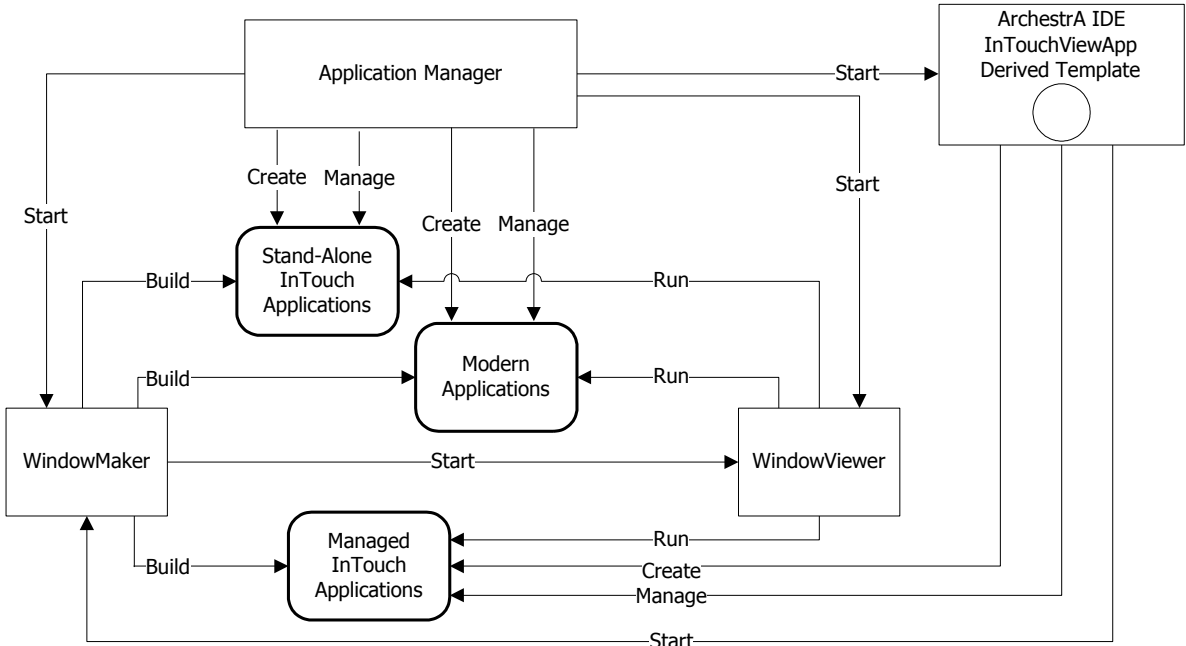 ArchestrA IDE
InTouchViewApp
Derived Template
Application Manager
Start
Create
Manage
Start
Start
Create
Manage
Stand-Alone
InTouch
Applications
Build
Run
Modern
Applications
Build
Run
WindowMaker
Start
WindowViewer
Managed
InTouch
Applications
Run
Build
Create
Manage
Start